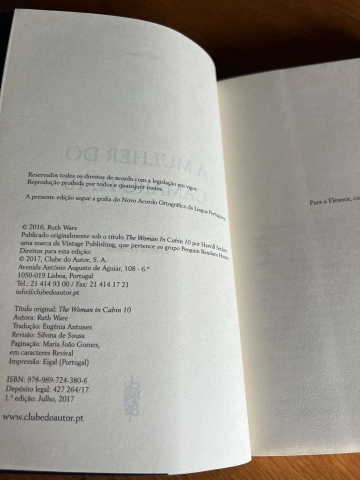 Reservados todos os direitos de acordo com a legislação em vigor.
Reprodução proibida por todos e quaisquer meios.
A presente edição segue a grafia do Novo Acordo Ortográfico da Língua Portuguesa.
© 2016, Ruth Ware
Publicado originalmente sob o título The Woman In Cabin 10 por Harvill Secker,
uma marca de Vintage Publishing, que pertence ao grupo Penguin Random House.
Direitos para esta edição:
© 2017, Clube do Autor, S. A.
Avenida António Augusto de Aguiar, 108 - 6.º
1050-019 Lisboa, Portugal
Tel.: 21 414 93 00 / Fax: 21 414 17 21
info@clubedoautor.pt
Título original: The Woman in Cabin 10
Autora: Ruth Ware
Tradução: Eugénia Antunes
Revisão: Silvina de Sousa
Paginação: Maria João Gomes,
em caracteres Revival
Impressão: Eigal (Portugal)
ISBN: 978-989-724-380-6
Depósito legal: 427 264/17
1.ª edição: Julho, 2017
www.clubedoautor.pt
Para a Eleanor, co
A MULHER DO